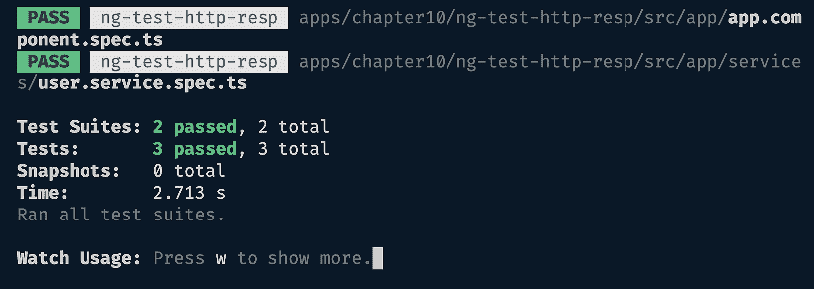 PASS ng-test-http-resp apps/chapter10/ng-test-http-resp/src/app/app.com
ponent.spec.ts
PASS ng-test-http-resp apps/chapter10/ng-test-http-resp/src/app/service
s/user.service.spec.ts
Test Suites: 2 passed, 2 total
Tests: 3 passed, 3 total
Snapshots: 0 total
Time: 2.713 s
Ran all test suites.
Watch Usage: Press w to show more.